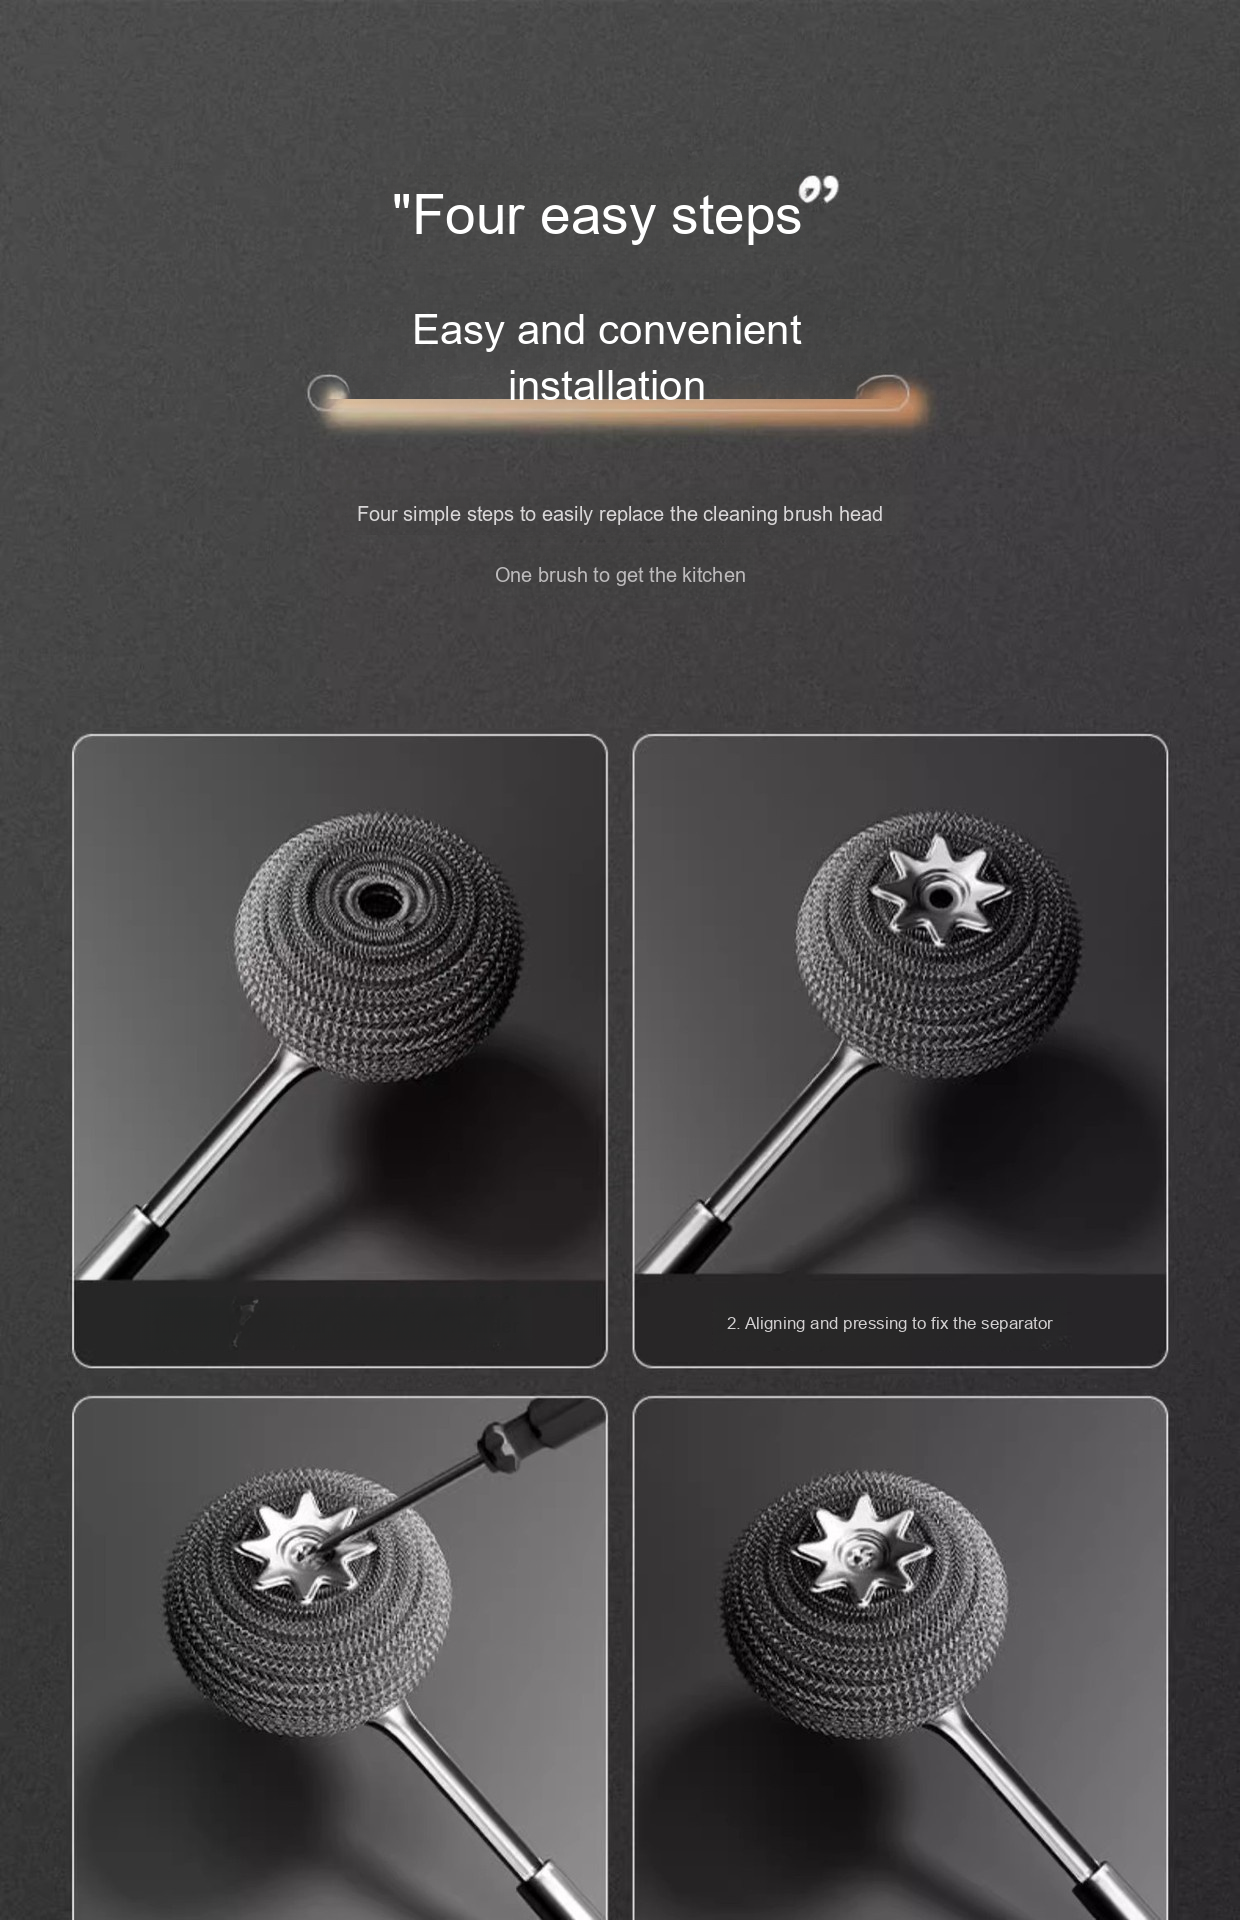 "Four easy steps”
Easy and convenient
installation
Four simple steps to easily replace the cleaning brush head
One brush to get the kitchen
2. Aligning and pressing to fix the separator